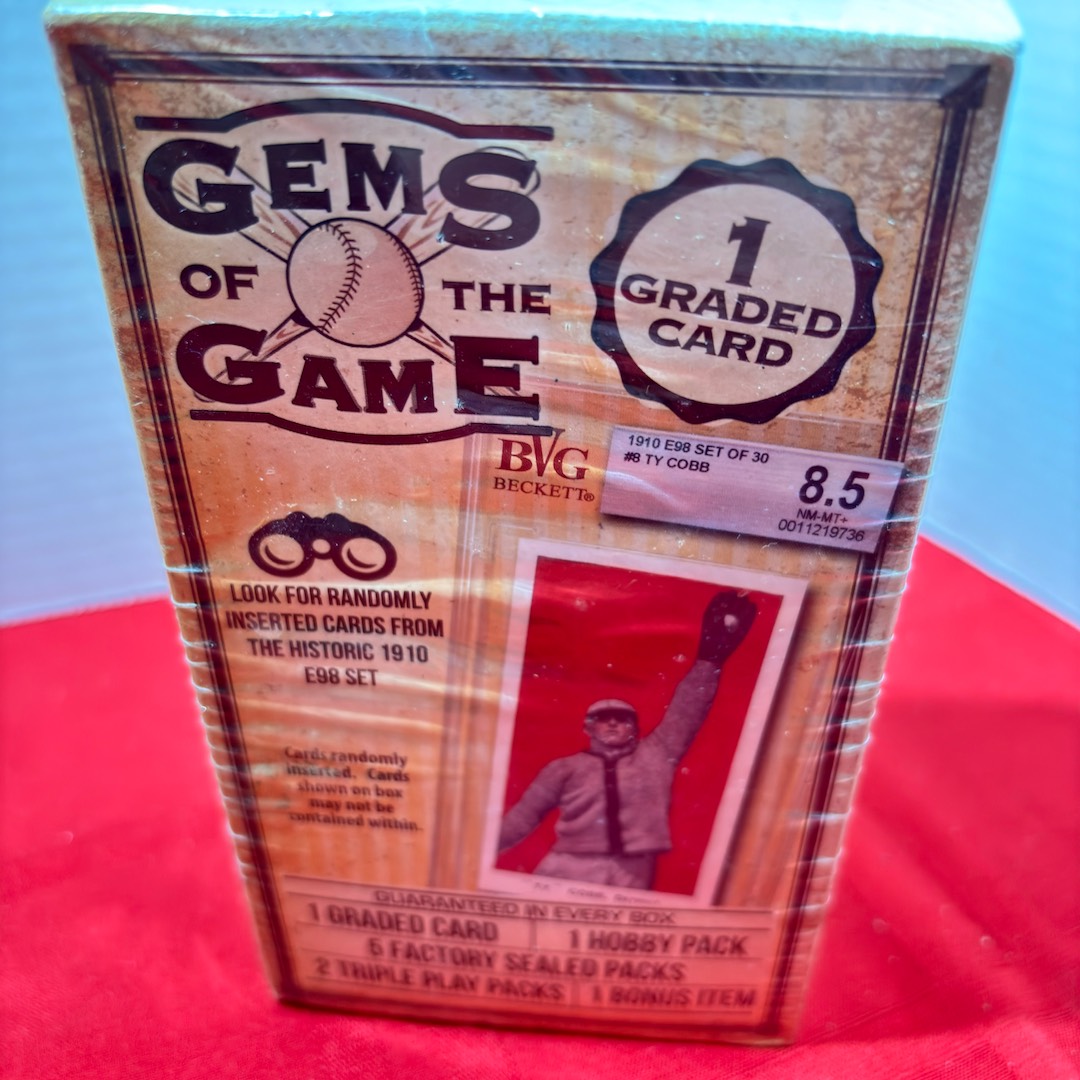 GEMS
OF THE
GAME
1
GRADED
CARD
BVG
BECKETT®
1910 E98 SET OF 30
#8 TY COBB
8.5
NM-MT+
0011219736
LOOK FOR RANDOMLY
INSERTED CARDS FROM
THE HISTORIC 1910
E98 SET
Cards randomly
inserted. Cards
shown on box
may not be
contained within.
GUARANTEED IN EVERY BOX
1 GRADED CARD 1 HOBBY PACK
5 FACTORY SEALED PACKS
2 TRIPLE PLAY PACKS 1 BONUS ITEM